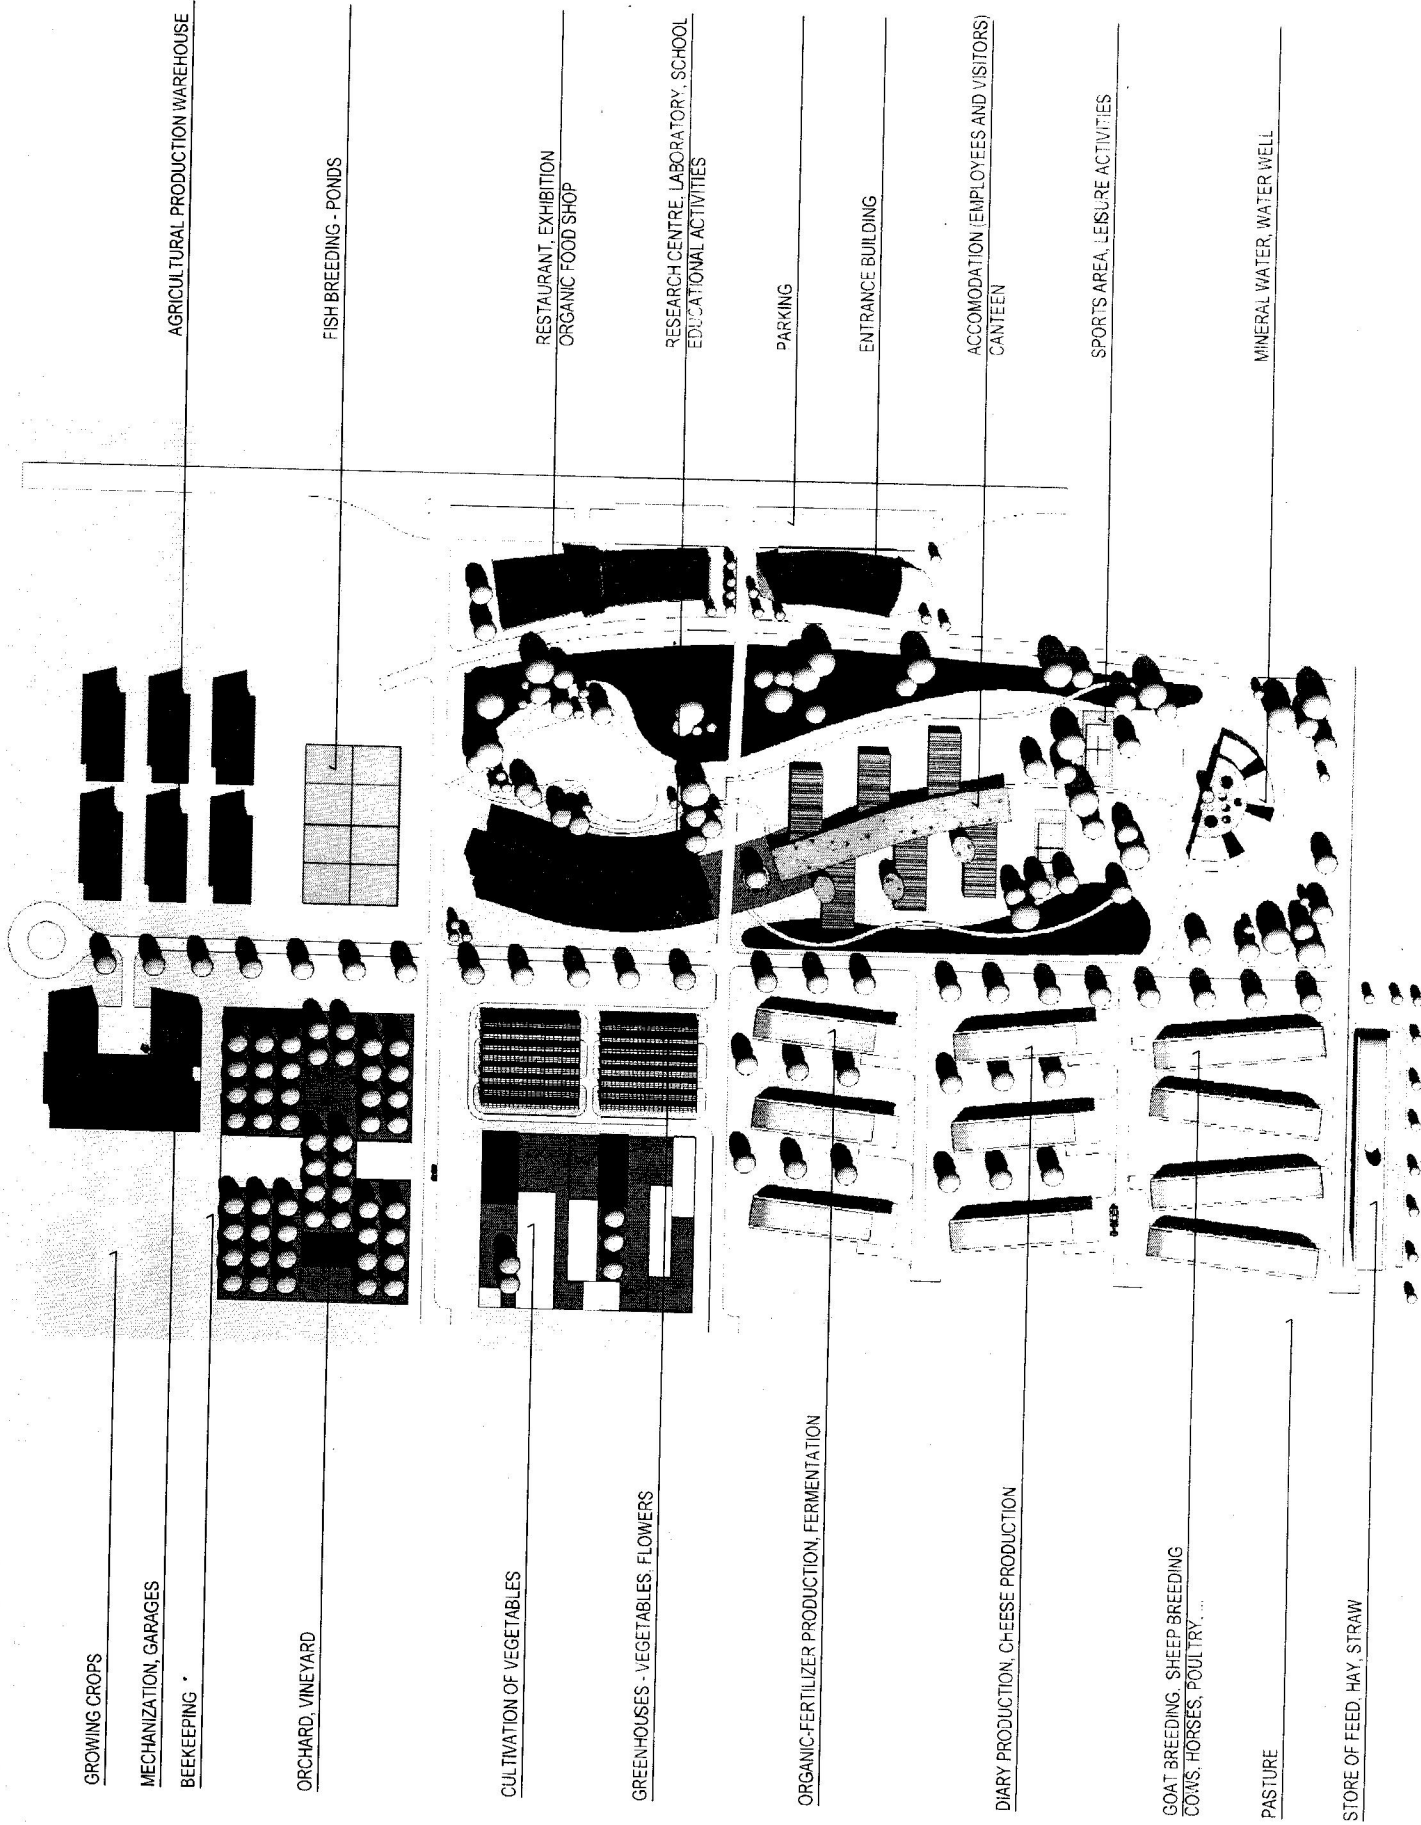 AGRICULTURAL PRODUCTION WAREHOUSE
FISH BREEDING - PONDS
RESTAURANT, EXHIBITION
ORGANIC FOOD SHOP
RESEARCH CENTRE, LABORATORY, SCHOOL
EDUCATIONAL ACTIVITIES
PARKING
ENTRANCE BUILDING
ACCOMODATION (EMPLOYEES AND VISITORS)
CANTEEN
SPORTS AREA, LEISURE ACTIVITIES
MINERAL WATER, WATER WELL
GROWING CROPS
MECHANIZATION, GARAGES
BEEKEEPING
ORCHARD, VINEYARD
CULTIVATION OF VEGETABLES
GREENHOUSES - VEGETABLES, FLOWERS
ORGANIC-FERTILIZER PRODUCTION, FERMENTATION
DIARY PRODUCTION, CHEESE PRODUCTION
GOAT BREEDING, SHEEP BREEDING
COWS, HORSES, POULTRY ...
PASTURE
STORE OF FEED, HAY, STRAW